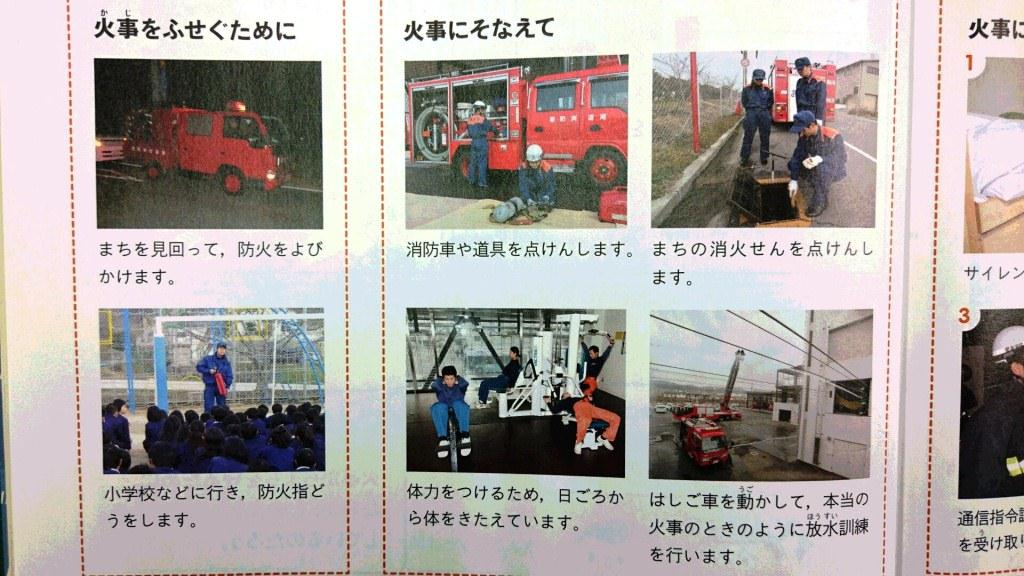 火事をふせぐために
まちを見回って，防火をよび
かけます。
小学校などに行き，防火指ど
うをします。
火事にそなえて
消防車や道具を点けんします。
まちの消火せんを点けんし
ます。
体力をつけるため，日ごろか
ら体をきたえています。
はしご車を動かして，本当の
火事のときのように放水訓練
を行います。
火事に
1
サイレン
3
通信指令
を受け取り